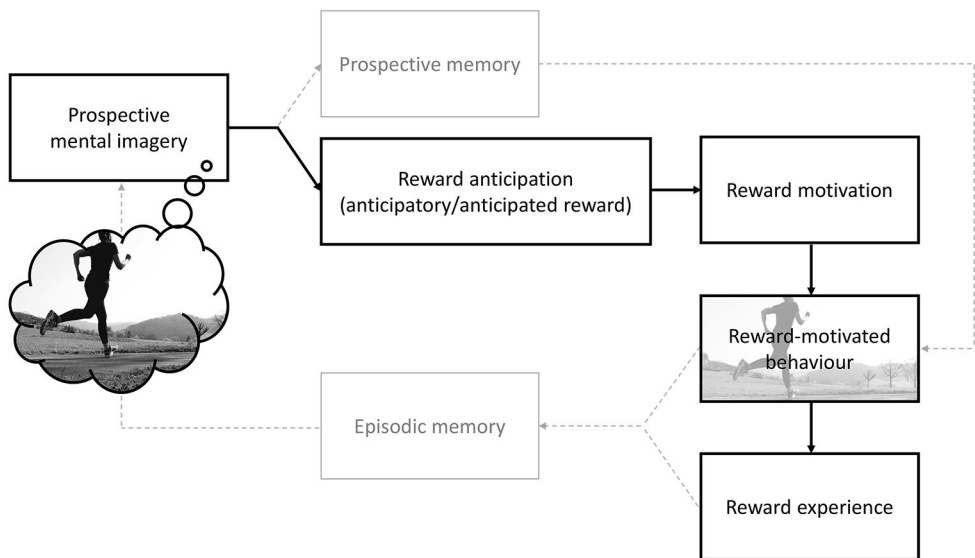 Prospective memory
Prospective
mental imagery
Reward anticipation
(anticipatory/anticipated reward)
Reward motivation
Reward-motivated
behaviour
Episodic memory
Reward experience